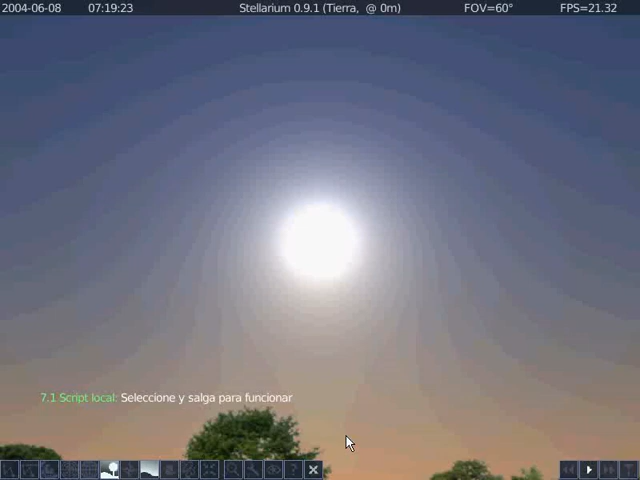 2004-06-08 07:19:23 Stellarium 0.9.1 (Tierra, @ 0m) FOV=60° FPS=21.32
7.1 Script local: Seleccione y salga para funcionar